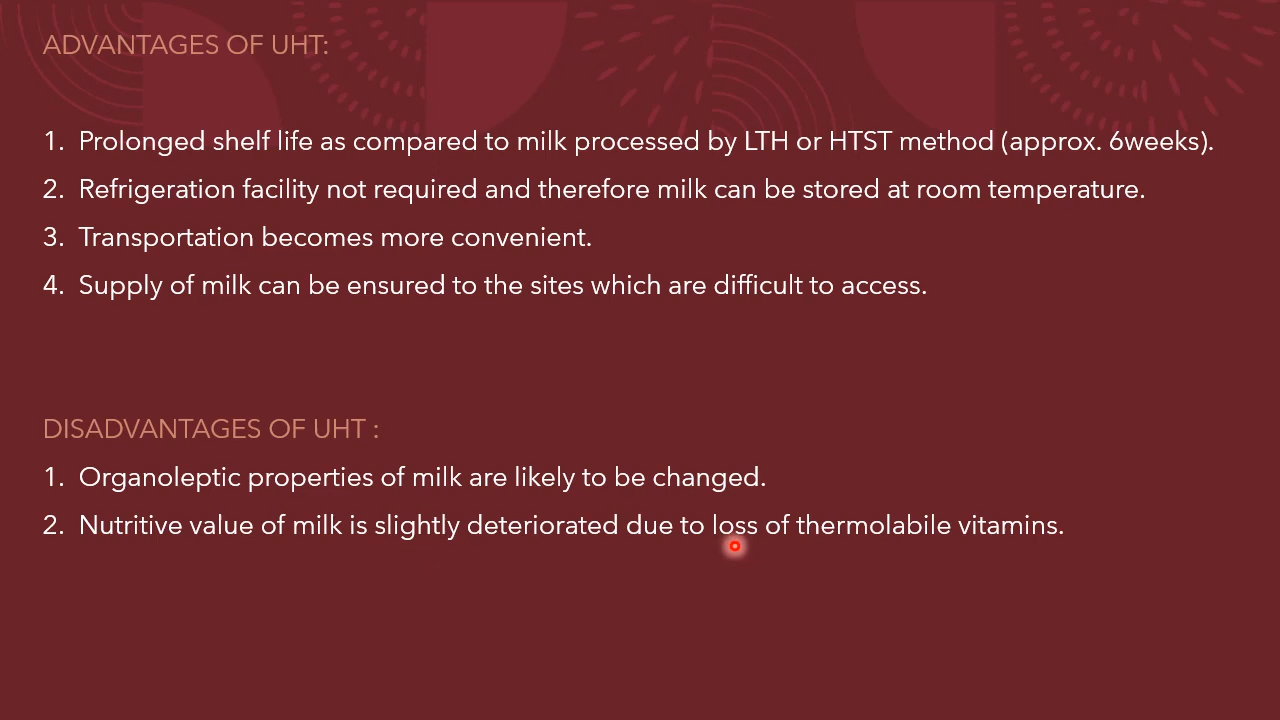 ADVANTAGES OF UHT:
1. Prolonged shelf life as compared to milk processed by LTH or HTST method (approx. 6weeks).
2. Refrigeration facility not required and therefore milk can be stored at room temperature.
3. Transportation becomes more convenient.
4. Supply of milk can be ensured to the sites which are difficult to access.
DISADVANTAGES OF UHT :
1. Organoleptic properties of milk are likely to be changed.
2. Nutritive value of milk is slightly deteriorated due to loss of thermolabile vitamins.